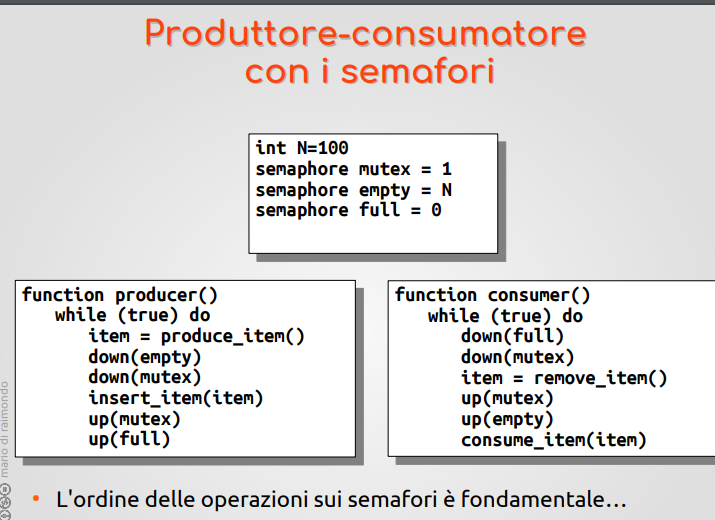 Produttore-consumatore
con i semafori
int N=100
semaphore mutex = 1
semaphore empty = N
semaphore full = 0
function producer()
while (true) do
item = produce_item()
down(empty)
down(mutex)
insert_item(item)
up(mutex)
up(full)
function consumer()
while (true) do
down(full)
down(mutex)
item = remove_item()
up(mutex)
up(empty)
consume_item(item)
• L'ordine delle operazioni sui semafori è fondamentale…
mario di raimondo